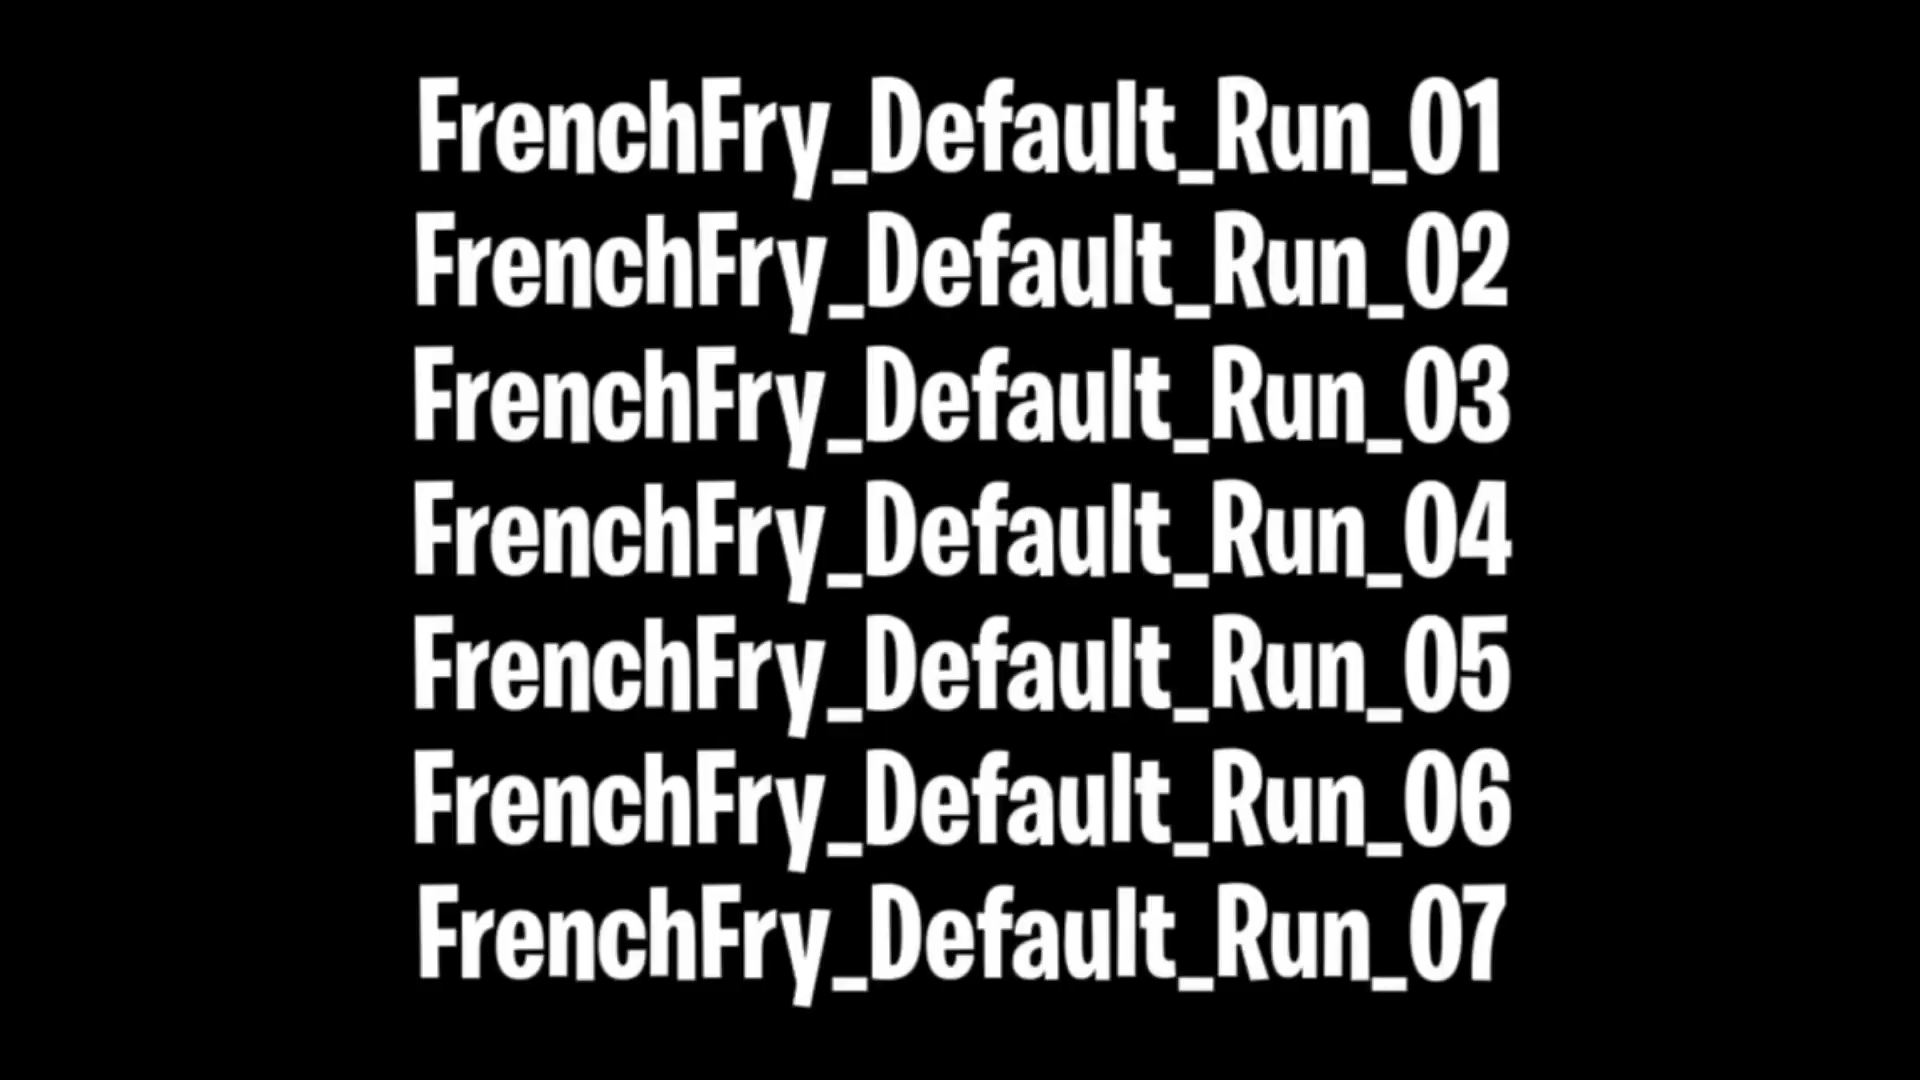 FrenchFry_Default_Run_01
FrenchFry_Default_Run_02
FrenchFry_Default_Run_03
FrenchFry_Default_Run_04
FrenchFry_Default_Run_05
FrenchFry_Default_Run_06
FrenchFry_Default_Run_07